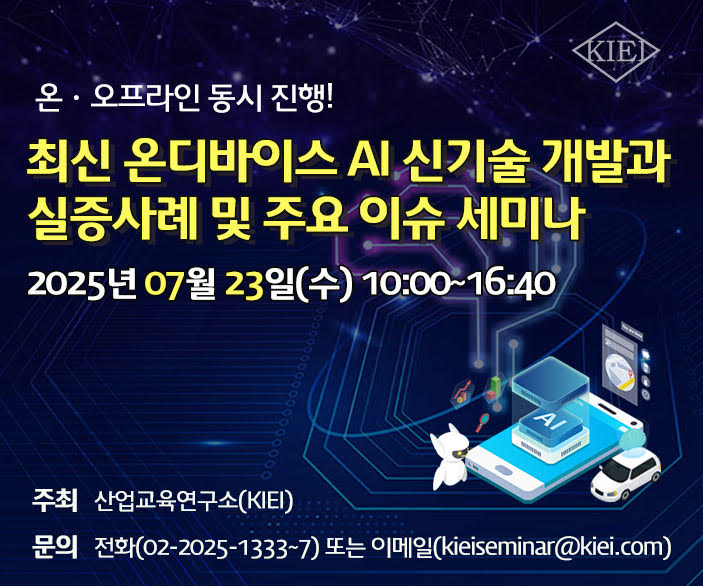 KIEI
온 · 오프라인 동시 진행!
최신 온디바이스 AI 신기술 개발과
실증사례 및 주요 이슈 세미나
2025년 07월 23일(수) 10:00~16:40
AI
주최 산업교육연구소(KIEI)
문의 전화(02-2025-1333~7) 또는 이메일(kieiseminar@kiei.com)